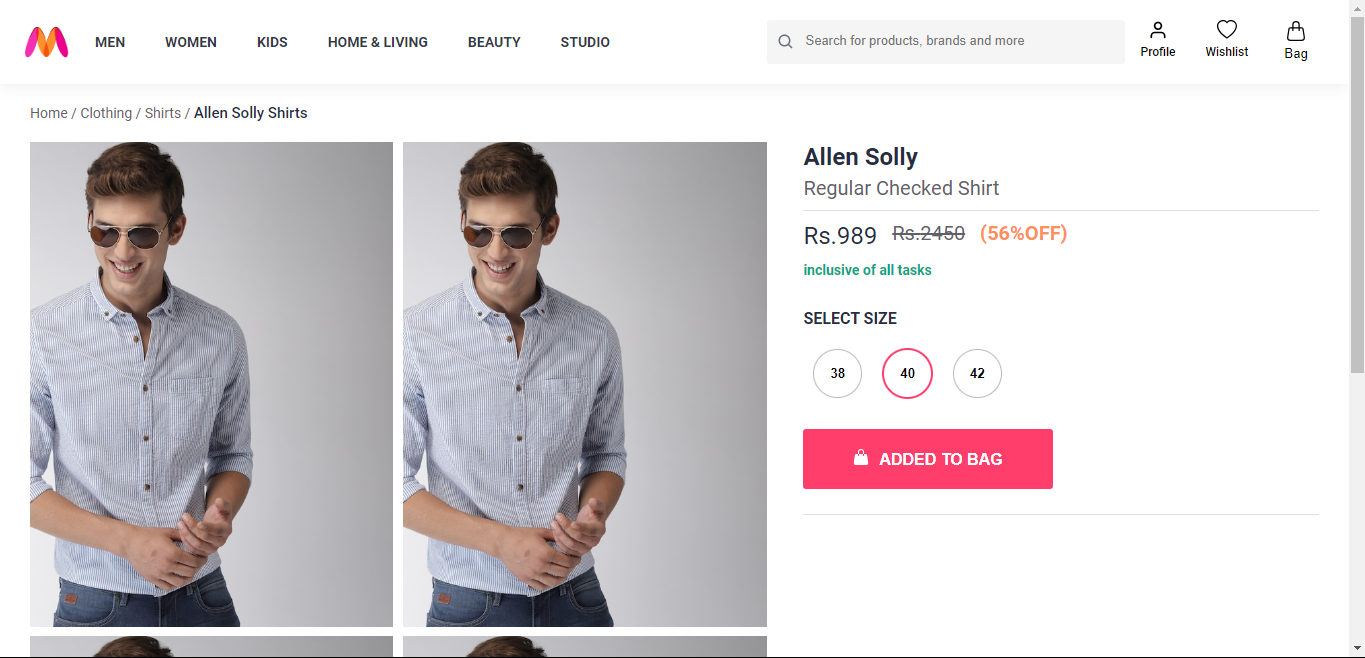 MEN WOMEN KIDS HOME & LIVING BEAUTY STUDIO Search for products, brands and more Profile Wishlist Bag
Home / Clothing / Shirts / Allen Solly Shirts
Allen Solly
Regular Checked Shirt
Rs.989 Rs.2450 (56%OFF)
inclusive of all tasks
SELECT SIZE
38 40 42
ADDED TO BAG